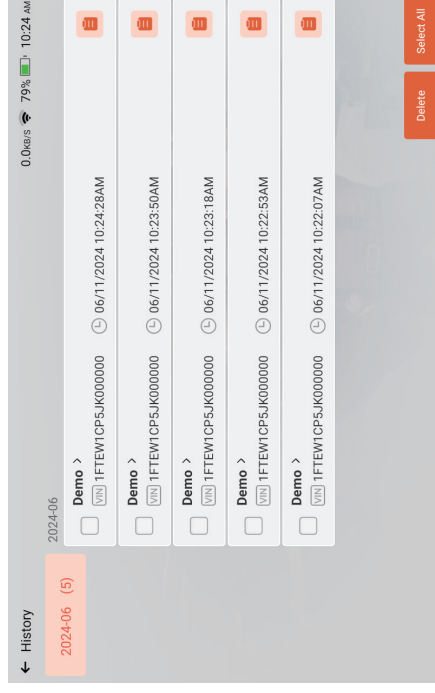 ← History
0.0KB/S 79% 10:24 AM
2024-06 (5)
2024-06
Demo >
VIN 1FTEW1CP5JK000000 06/11/2024 10:24:28AM
Demo >
VIN 1FTEW1CP5JK000000 06/11/2024 10:23:50AM
Demo >
VIN 1FTEW1CP5JK000000 06/11/2024 10:23:18AM
Demo >
VIN 1FTEW1CP5JK000000 06/11/2024 10:22:53AM
Demo >
VIN 1FTEW1CP5JK000000 06/11/2024 10:22:07AM
Delete
Select All